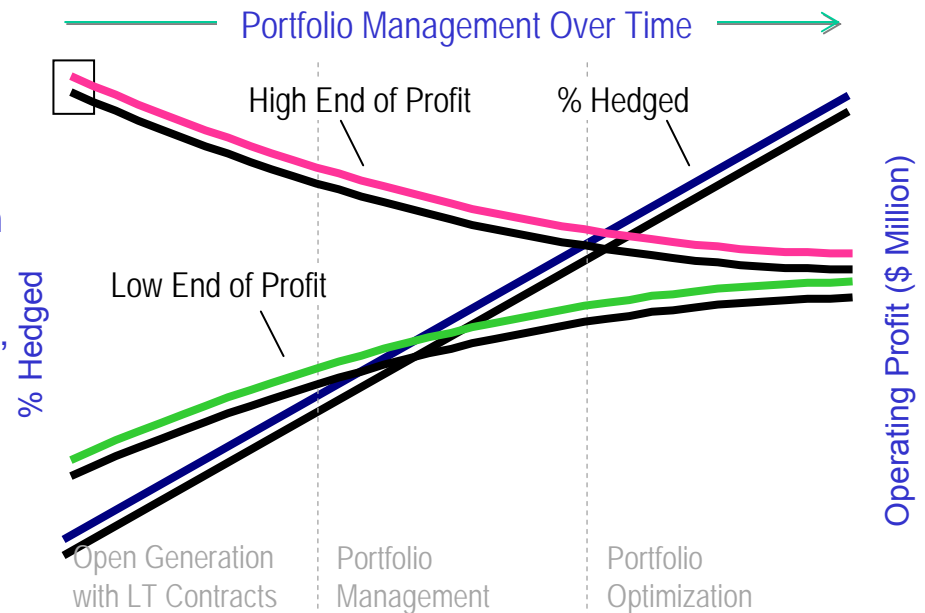 Portfolio Management Over Time
High End of Profit
% Hedged
Low End of Profit
% Hedged
Operating Profit ($ Million)
Open Generation
with LT Contracts
Portfolio
Management
Portfolio
Optimization